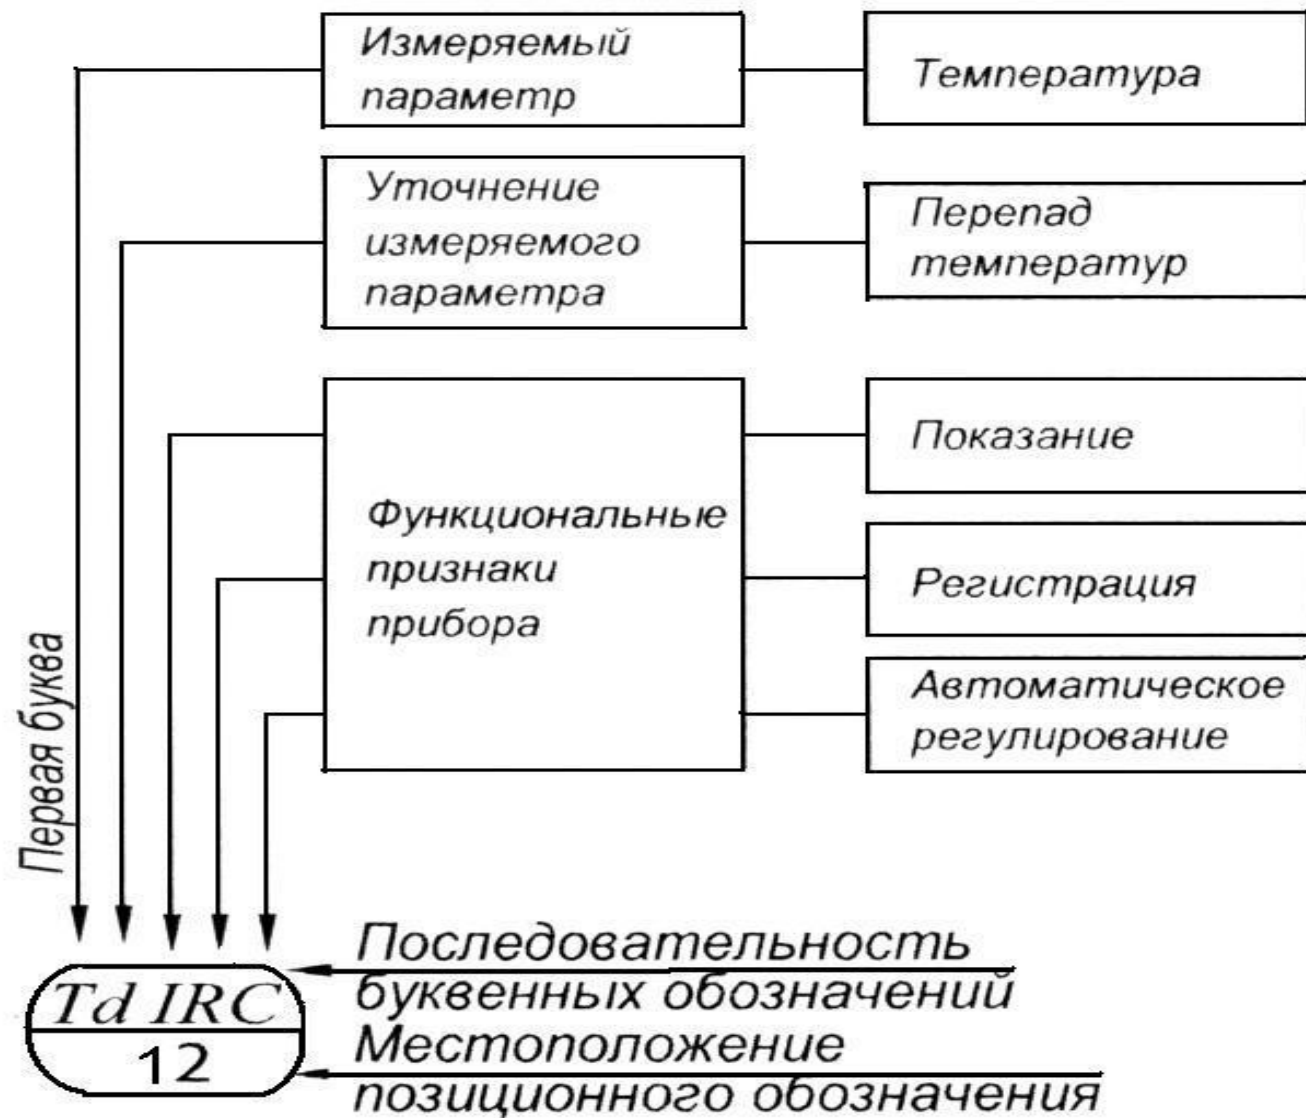 Измеряемый
параметр
Температура
Уточнение
измеряемого
параметра
Перепад
температур
Функциональные
признаки
прибора
Показание
Регистрация
Автоматическое
регулирование
Первая буква
Последовательность
буквенных обозначений
Td IRC
12
Местоположение
позиционного обозначения